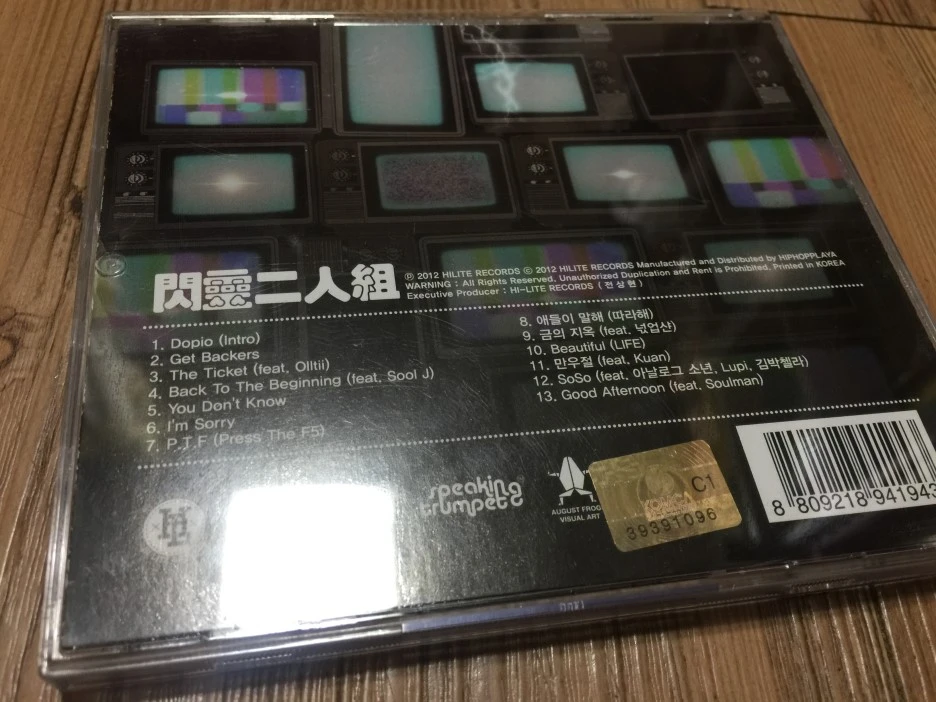 閃靈二人組
℗ 2012 HILITE RECORDS © 2012 HILITE RECORDS Manufactured and Distributed by HIPHOPPLAYA
WARNING : All Rights Reserved. Unauthorized Duplication and Rent is Prohibited. Printed in KOREA
Executive Producer : HI-LITE RECORDS (전상현)
1. Dopio (Intro)
2. Get Backers
3. The Ticket (feat. Olltii)
4. Back To The Beginning (feat. Sool J)
5. You Don't Know
6. I'm Sorry
7. P.T.F (Press The F5)
8. 애들이 말해 (따라해)
9. 금의 지옥 (feat. 넋업샨)
10. Beautiful (LIFE)
11. 만우절 (feat. Kuan)
12. SoSo (feat. 아날로그 소년, Lupi, 김박첼라)
13. Good Afternoon (feat. Soulman)
speaking
trumpet
AUGUST FROG
VISUAL ART
C1
39391096
8 809218 941943